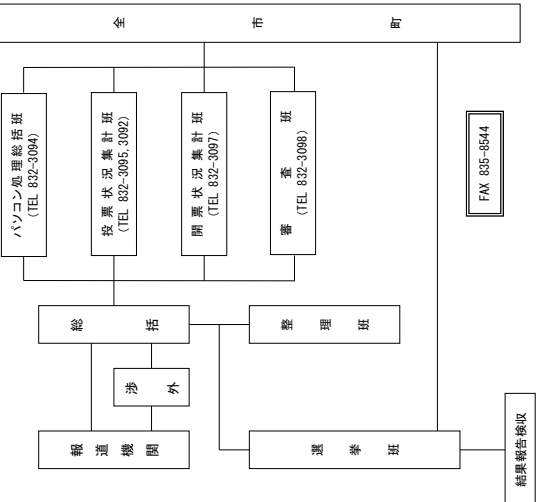 全市町
パソコン処理総括班
(TEL 832-3094)
投票状況集計班
(TEL 832-3095, 3092)
開票状況集計班
(TEL 832-3097)
審査班
(TEL 832-3098)
FAX 835-8544
総括
整理班
渉外
報道機関
選挙班
結果報告検収